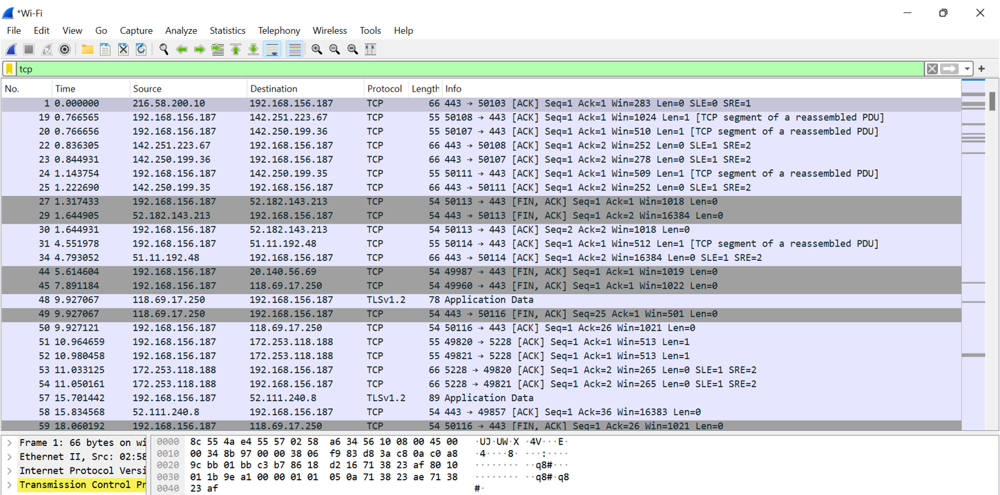 *Wi-Fi
File Edit View Go Capture Analyze Statistics Telephony Wireless Tools Help
tcp
No. Time Source Destination Protocol Length Info
1 0.000000 216.58.200.10 192.168.156.187 TCP 66 443 → 50103 [ACK] Seq=1 Ack=1 Win=283 Len=0 SLE=0 SRE=1
19 0.766565 192.168.156.187 142.251.223.67 TCP 55 50108 → 443 [ACK] Seq=1 Ack=1 Win=1024 Len=1 [TCP segment of a reassembled PDU]
20 0.766656 192.168.156.187 142.250.199.36 TCP 55 50107 → 443 [ACK] Seq=1 Ack=1 Win=510 Len=1 [TCP segment of a reassembled PDU]
22 0.836305 142.251.223.67 192.168.156.187 TCP 66 443 → 50108 [ACK] Seq=1 Ack=2 Win=252 Len=0 SLE=1 SRE=2
23 0.844931 142.250.199.36 192.168.156.187 TCP 66 443 → 50107 [ACK] Seq=1 Ack=2 Win=278 Len=0 SLE=1 SRE=2
24 1.143754 192.168.156.187 142.250.199.35 TCP 55 50111 → 443 [ACK] Seq=1 Ack=1 Win=509 Len=1 [TCP segment of a reassembled PDU]
25 1.222690 142.250.199.35 192.168.156.187 TCP 66 443 → 50111 [ACK] Seq=1 Ack=2 Win=252 Len=0 SLE=1 SRE=2
27 1.317433 192.168.156.187 52.182.143.213 TCP 54 50113 → 443 [FIN, ACK] Seq=1 Ack=1 Win=1018 Len=0
29 1.644905 52.182.143.213 192.168.156.187 TCP 54 443 → 50113 [FIN, ACK] Seq=1 Ack=2 Win=16384 Len=0
30 1.644931 192.168.156.187 52.182.143.213 TCP 54 50113 → 443 [ACK] Seq=2 Ack=2 Win=1018 Len=0
31 4.551978 192.168.156.187 51.11.192.48 TCP 55 50114 → 443 [ACK] Seq=1 Ack=1 Win=512 Len=1 [TCP segment of a reassembled PDU]
34 4.793052 51.11.192.48 192.168.156.187 TCP 66 443 → 50114 [ACK] Seq=1 Ack=2 Win=16384 Len=0 SLE=1 SRE=2
44 5.614604 192.168.156.187 20.140.56.69 TCP 54 49987 → 443 [FIN, ACK] Seq=1 Ack=1 Win=1019 Len=0
45 7.891184 192.168.156.187 118.69.17.250 TCP 54 49960 → 443 [FIN, ACK] Seq=1 Ack=1 Win=1022 Len=0
48 9.927067 118.69.17.250 192.168.156.187 TLSv1.2 78 Application Data
49 9.927067 118.69.17.250 192.168.156.187 TCP 54 443 → 50116 [FIN, ACK] Seq=25 Ack=1 Win=501 Len=0
50 9.927121 192.168.156.187 118.69.17.250 TCP 54 50116 → 443 [ACK] Seq=1 Ack=26 Win=1021 Len=0
51 10.964659 192.168.156.187 172.253.118.188 TCP 55 49820 → 5228 [ACK] Seq=1 Ack=1 Win=513 Len=1
52 10.980458 192.168.156.187 172.253.118.188 TCP 55 49821 → 5228 [ACK] Seq=1 Ack=1 Win=513 Len=1
53 11.033125 172.253.118.188 192.168.156.187 TCP 66 5228 → 49820 [ACK] Seq=1 Ack=2 Win=265 Len=0 SLE=1 SRE=2
54 11.050161 172.253.118.188 192.168.156.187 TCP 66 5228 → 49821 [ACK] Seq=1 Ack=2 Win=265 Len=0 SLE=1 SRE=2
57 15.701442 192.168.156.187 52.111.240.8 TLSv1.2 89 Application Data
58 15.834568 52.111.240.8 192.168.156.187 TCP 54 443 → 49857 [ACK] Seq=1 Ack=36 Win=16383 Len=0
59 18.060192 192.168.156.187 118.69.17.250 TCP 54 50116 → 443 [FIN, ACK] Seq=1 Ack=26 Win=1021 Len=0
Frame 1: 66 bytes on wi
Ethernet II, Src: 02:58
Internet Protocol Versi
Transmission Control Pr
0000 8c 55 4a e4 55 57 02 58 a6 34 56 10 08 00 45 00 ·UJ·UW·X ·4V···E·
0010 00 34 8b 97 00 00 38 06 f9 83 d8 3a c8 0a c0 a8 ·4····8· ···:····
0020 9c bb 01 bb c3 b7 86 18 d2 16 71 38 23 af 80 10 ········ ··q8#···
0030 01 1b 9e a1 00 00 01 01 05 0a 71 38 23 ae 71 38 ········ ··q8#·q8
0040 23 af #·